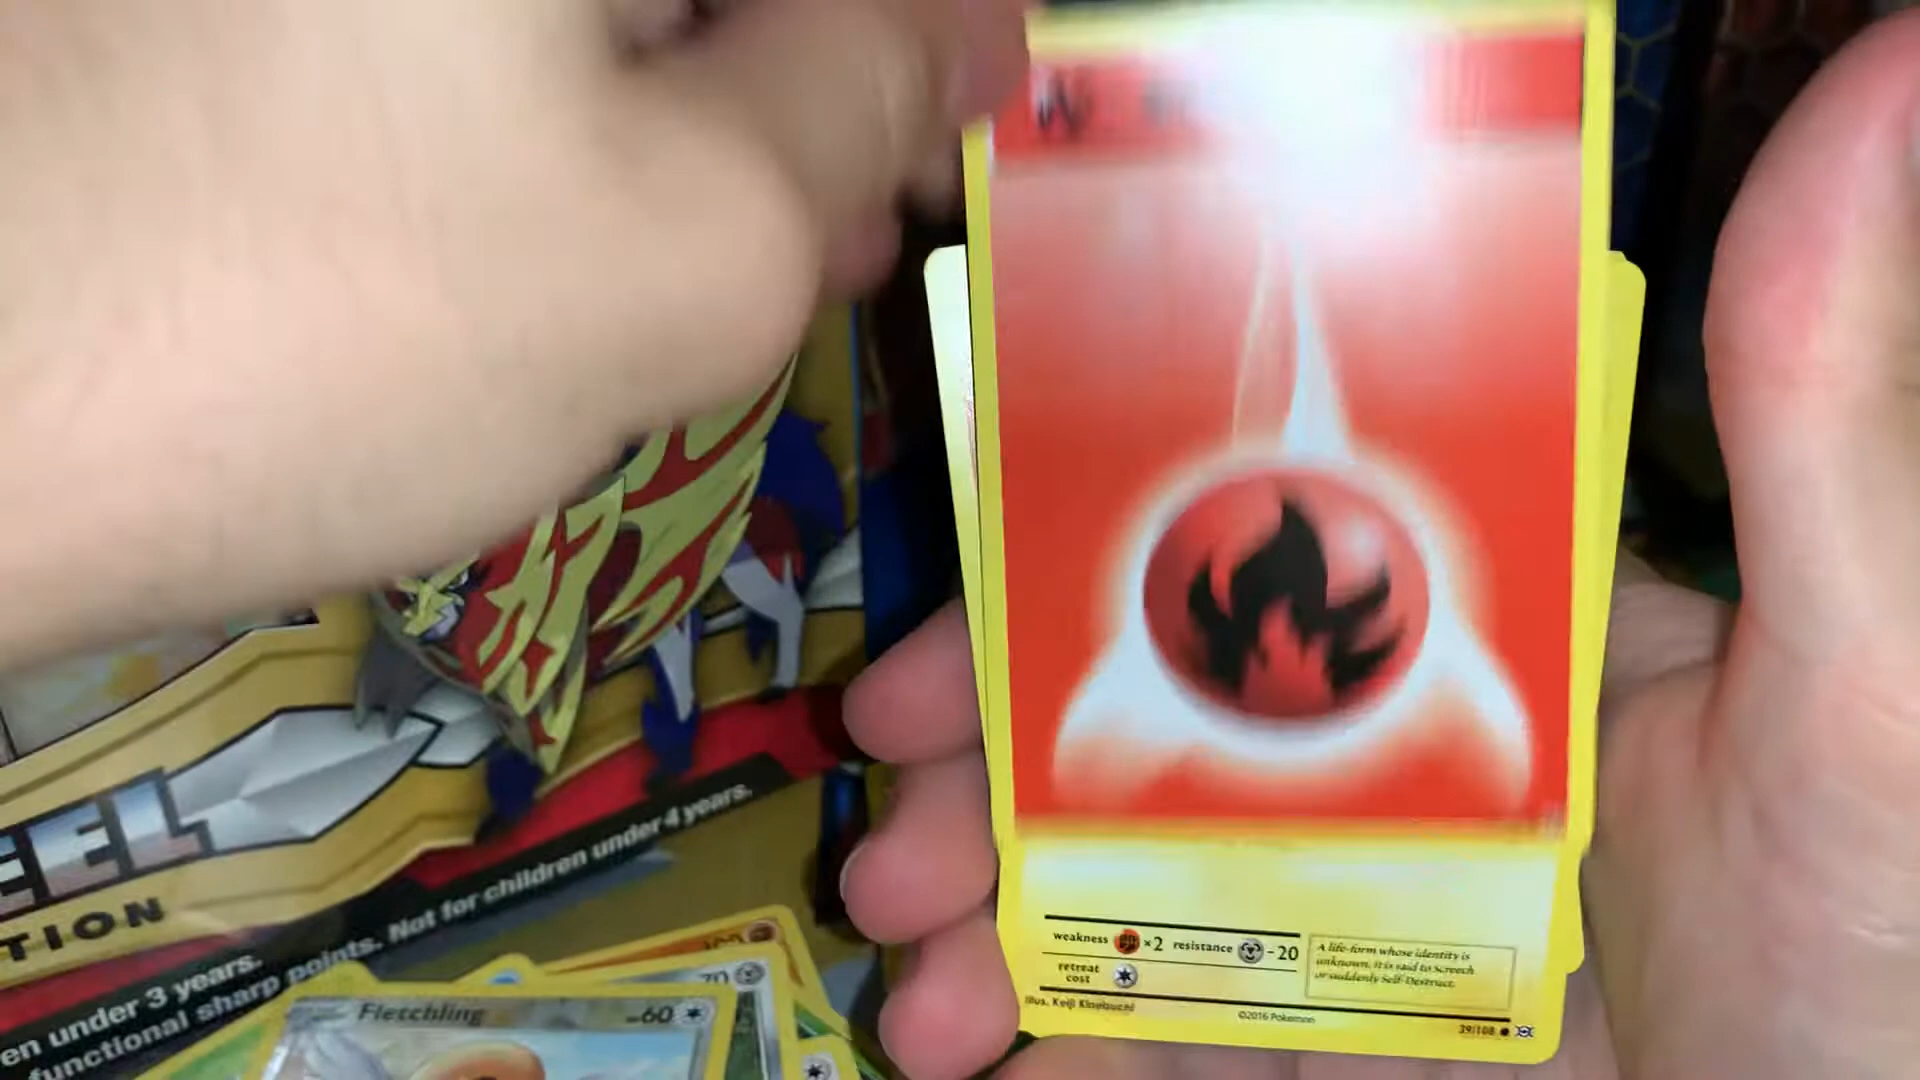 EEL
TION
en under 3 years.
functional sharp points. Not for children under 4 years.
100
70
Fletchling
60
weakness ×2 resistance -20
retreat
cost
A life-form whose identity is
unknown. It is said to Screech
or suddenly Self-Destruct.
Illus. Keiji Kinebuchi
©2016 Pokémon
39/108